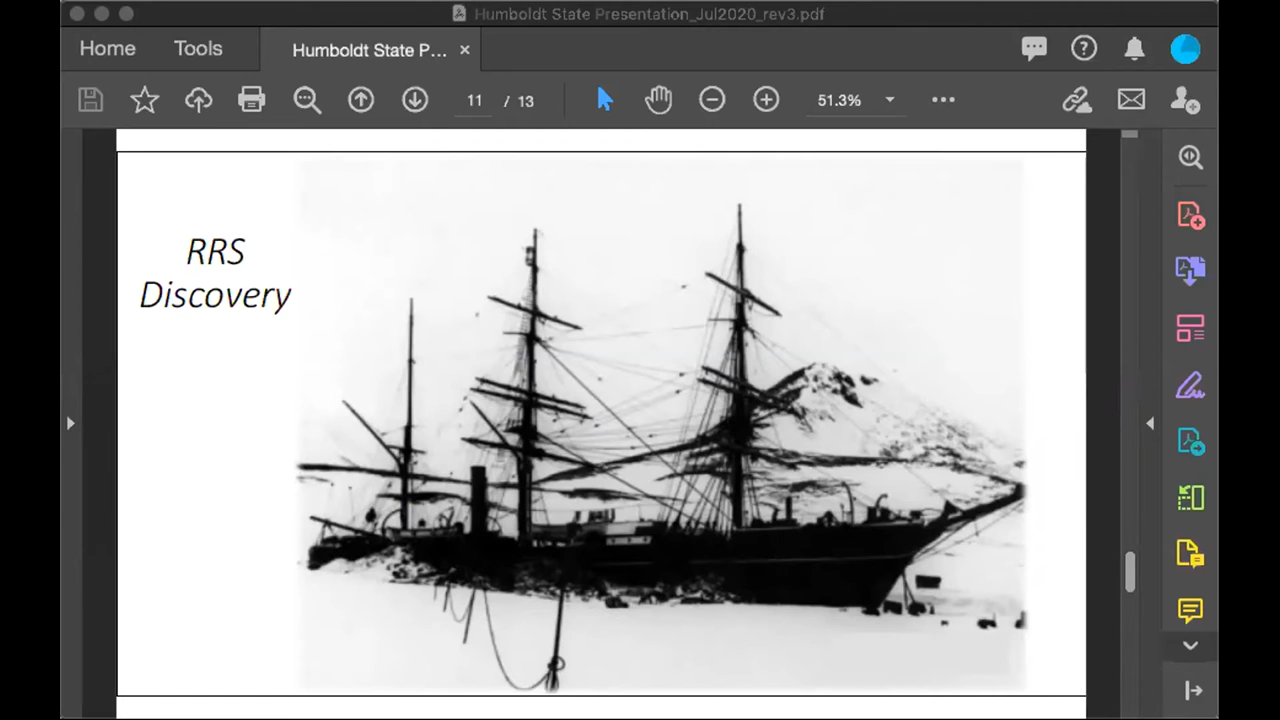 Humboldt State Presentation_Jul2020_rev3.pdf
Home
Tools
Humboldt State P...
11 / 13
51.3%
RRS
Discovery